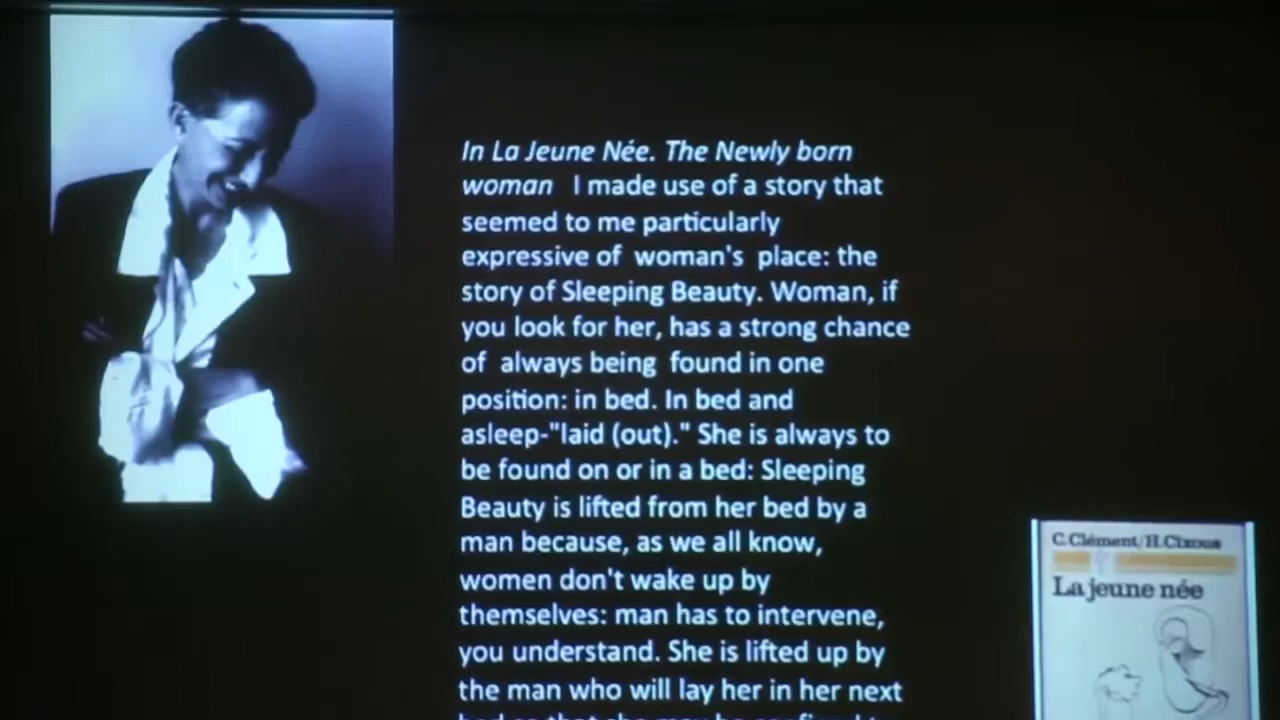 In La Jeune Née. The Newly born
woman I made use of a story that
seemed to me particularly
expressive of woman's place: the
story of Sleeping Beauty. Woman, if
you look for her, has a strong chance
of always being found in one
position: in bed. In bed and
asleep-"laid (out)." She is always to
be found on or in a bed: Sleeping
Beauty is lifted from her bed by a
man because, as we all know,
women don't wake up by
themselves: man has to intervene,
you understand. She is lifted up by
the man who will lay her in her next
C. Clément/H. Cixous
La jeune née